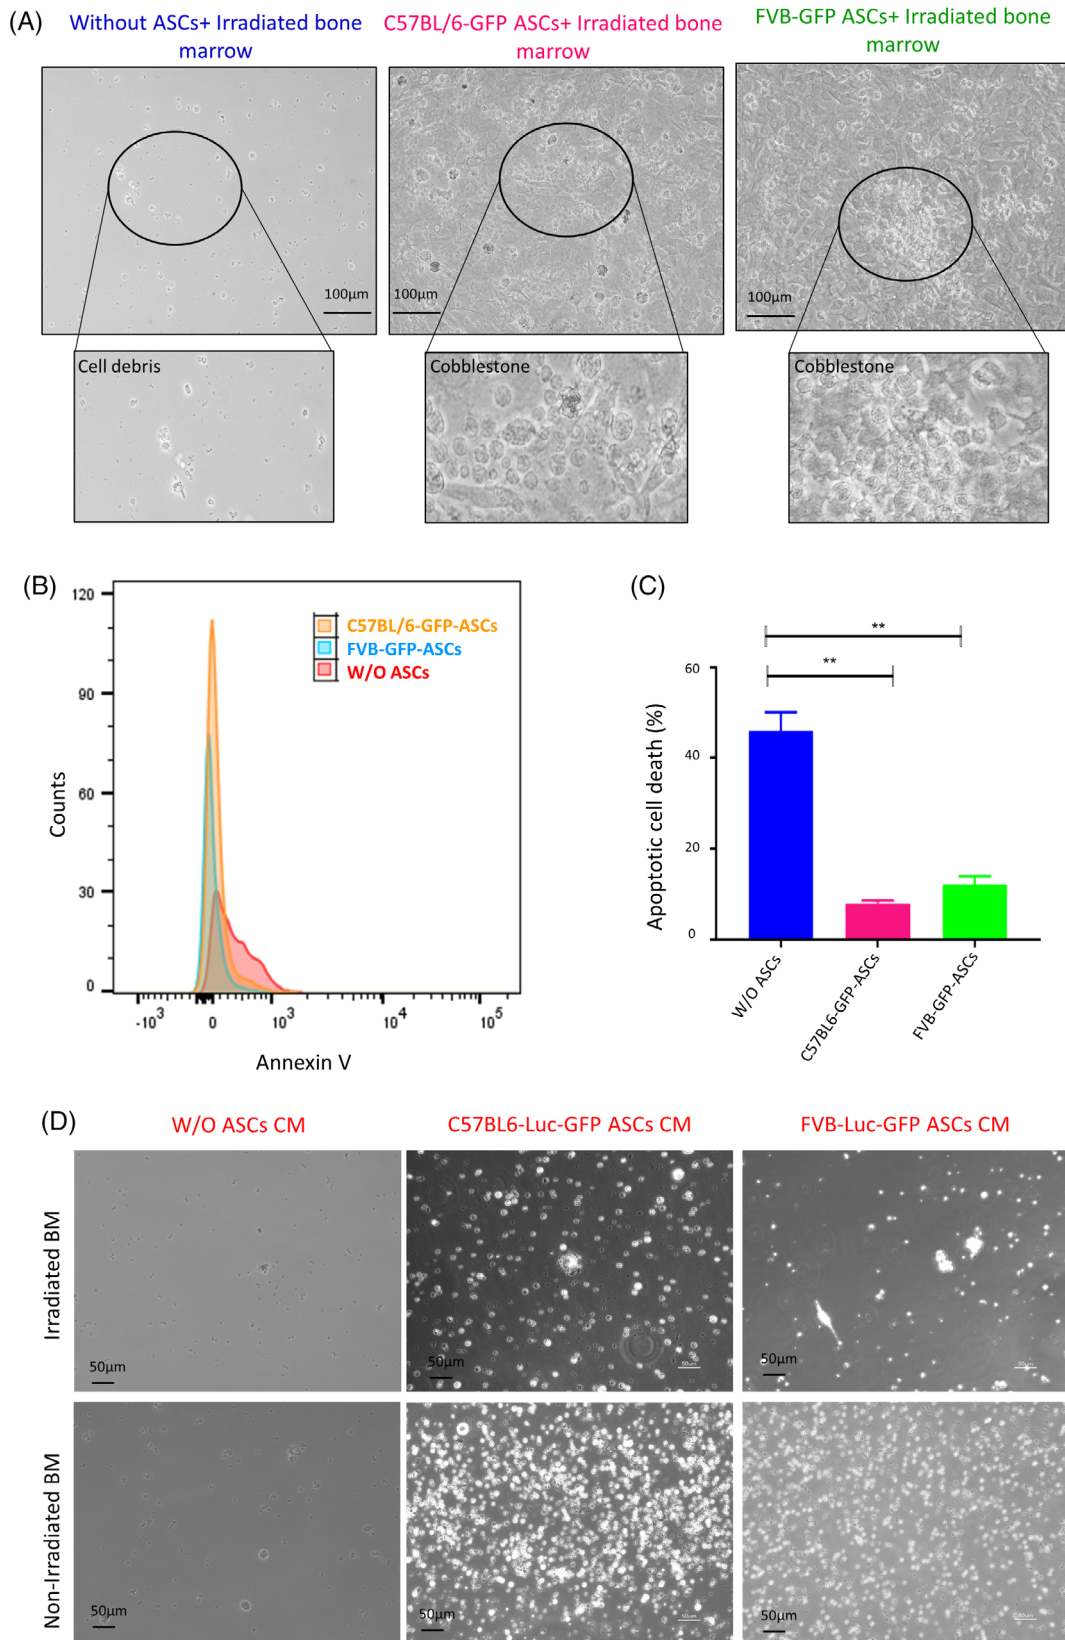 (A)
Without ASCs+ Irradiated bone
marrow
C57BL/6-GFP ASCs+ Irradiated bone
marrow
FVB-GFP ASCs+ Irradiated bone
marrow
100µm
100µm
100µm
Cell debris
Cobblestone
Cobblestone
(B)
120
90
60
30
0
Counts
-10³
0
10³
10⁴
10⁵
Annexin V
C57BL/6-GFP-ASCs
FVB-GFP-ASCs
W/O ASCs
(C)
**
**
60
40
20
0
Apoptotic cell death (%)
W/O ASCs
C57BL6-GFP-ASCs
FVB-GFP-ASCs
(D)
W/O ASCs CM
C57BL6-Luc-GFP ASCs CM
FVB-Luc-GFP ASCs CM
Irradiated BM
50µm
50µm
50µm
50µm
50µm
Non-Irradiated BM
50µm
50µm
50µm
50µm
50µm